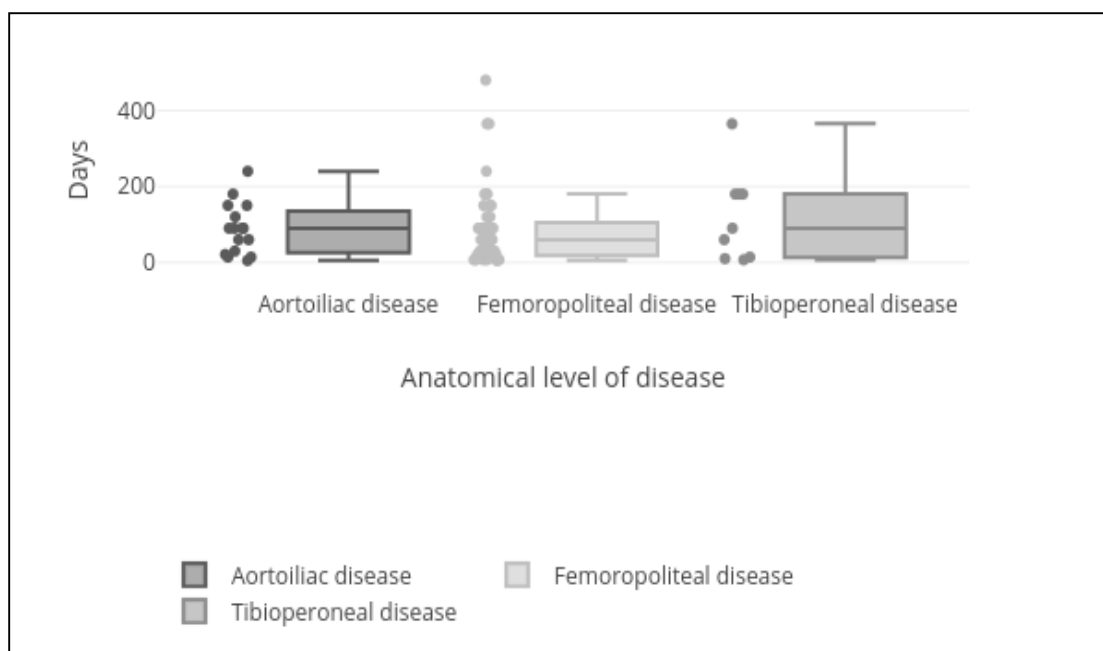 400
Days
200
0
Aortoiliac disease Femoropoliteal disease Tibioperoneal disease
Anatomical level of disease
Aortoiliac disease Femoropoliteal disease
Tibioperoneal disease